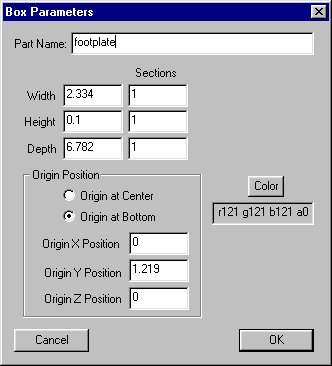 Box Parameters
Part Name: footplate
Sections
Width 2.334 1
Height 0.1 1
Depth 6.782 1
Origin Position
Origin at Center
Origin at Bottom
Color
r121 g121 b121 a0
Origin X Position 0
Origin Y Position 1.219
Origin Z Position 0
Cancel OK